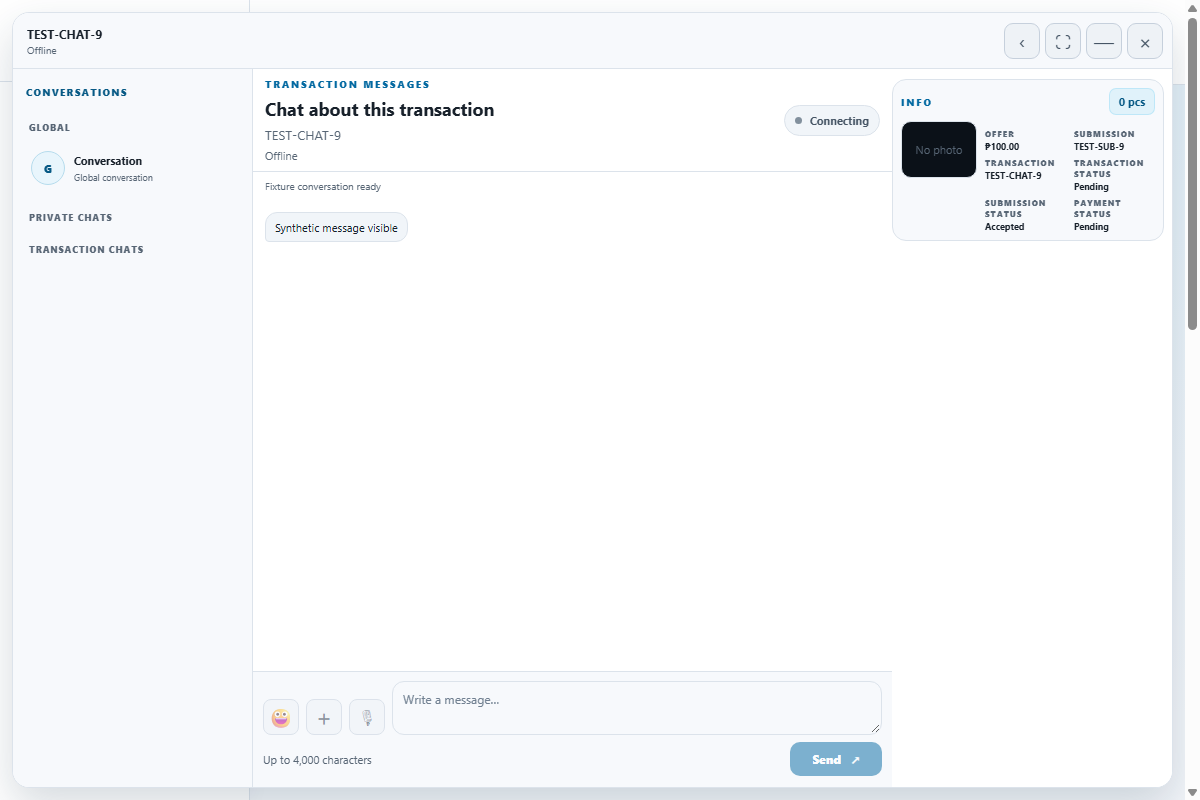 TEST-CHAT-9
Offline
CONVERSATIONS
GLOBAL
G
Conversation
Global conversation
PRIVATE CHATS
TRANSACTION CHATS
TRANSACTION MESSAGES
Chat about this transaction
TEST-CHAT-9
Offline
Connecting
Fixture conversation ready
Synthetic message visible
Write a message...
Up to 4,000 characters
Send ↗
INFO
0 pcs
No photo
OFFER
₱100.00
SUBMISSION
TEST-SUB-9
TRANSACTION
TEST-CHAT-9
TRANSACTION
STATUS
Pending
SUBMISSION
STATUS
Accepted
PAYMENT
STATUS
Pending